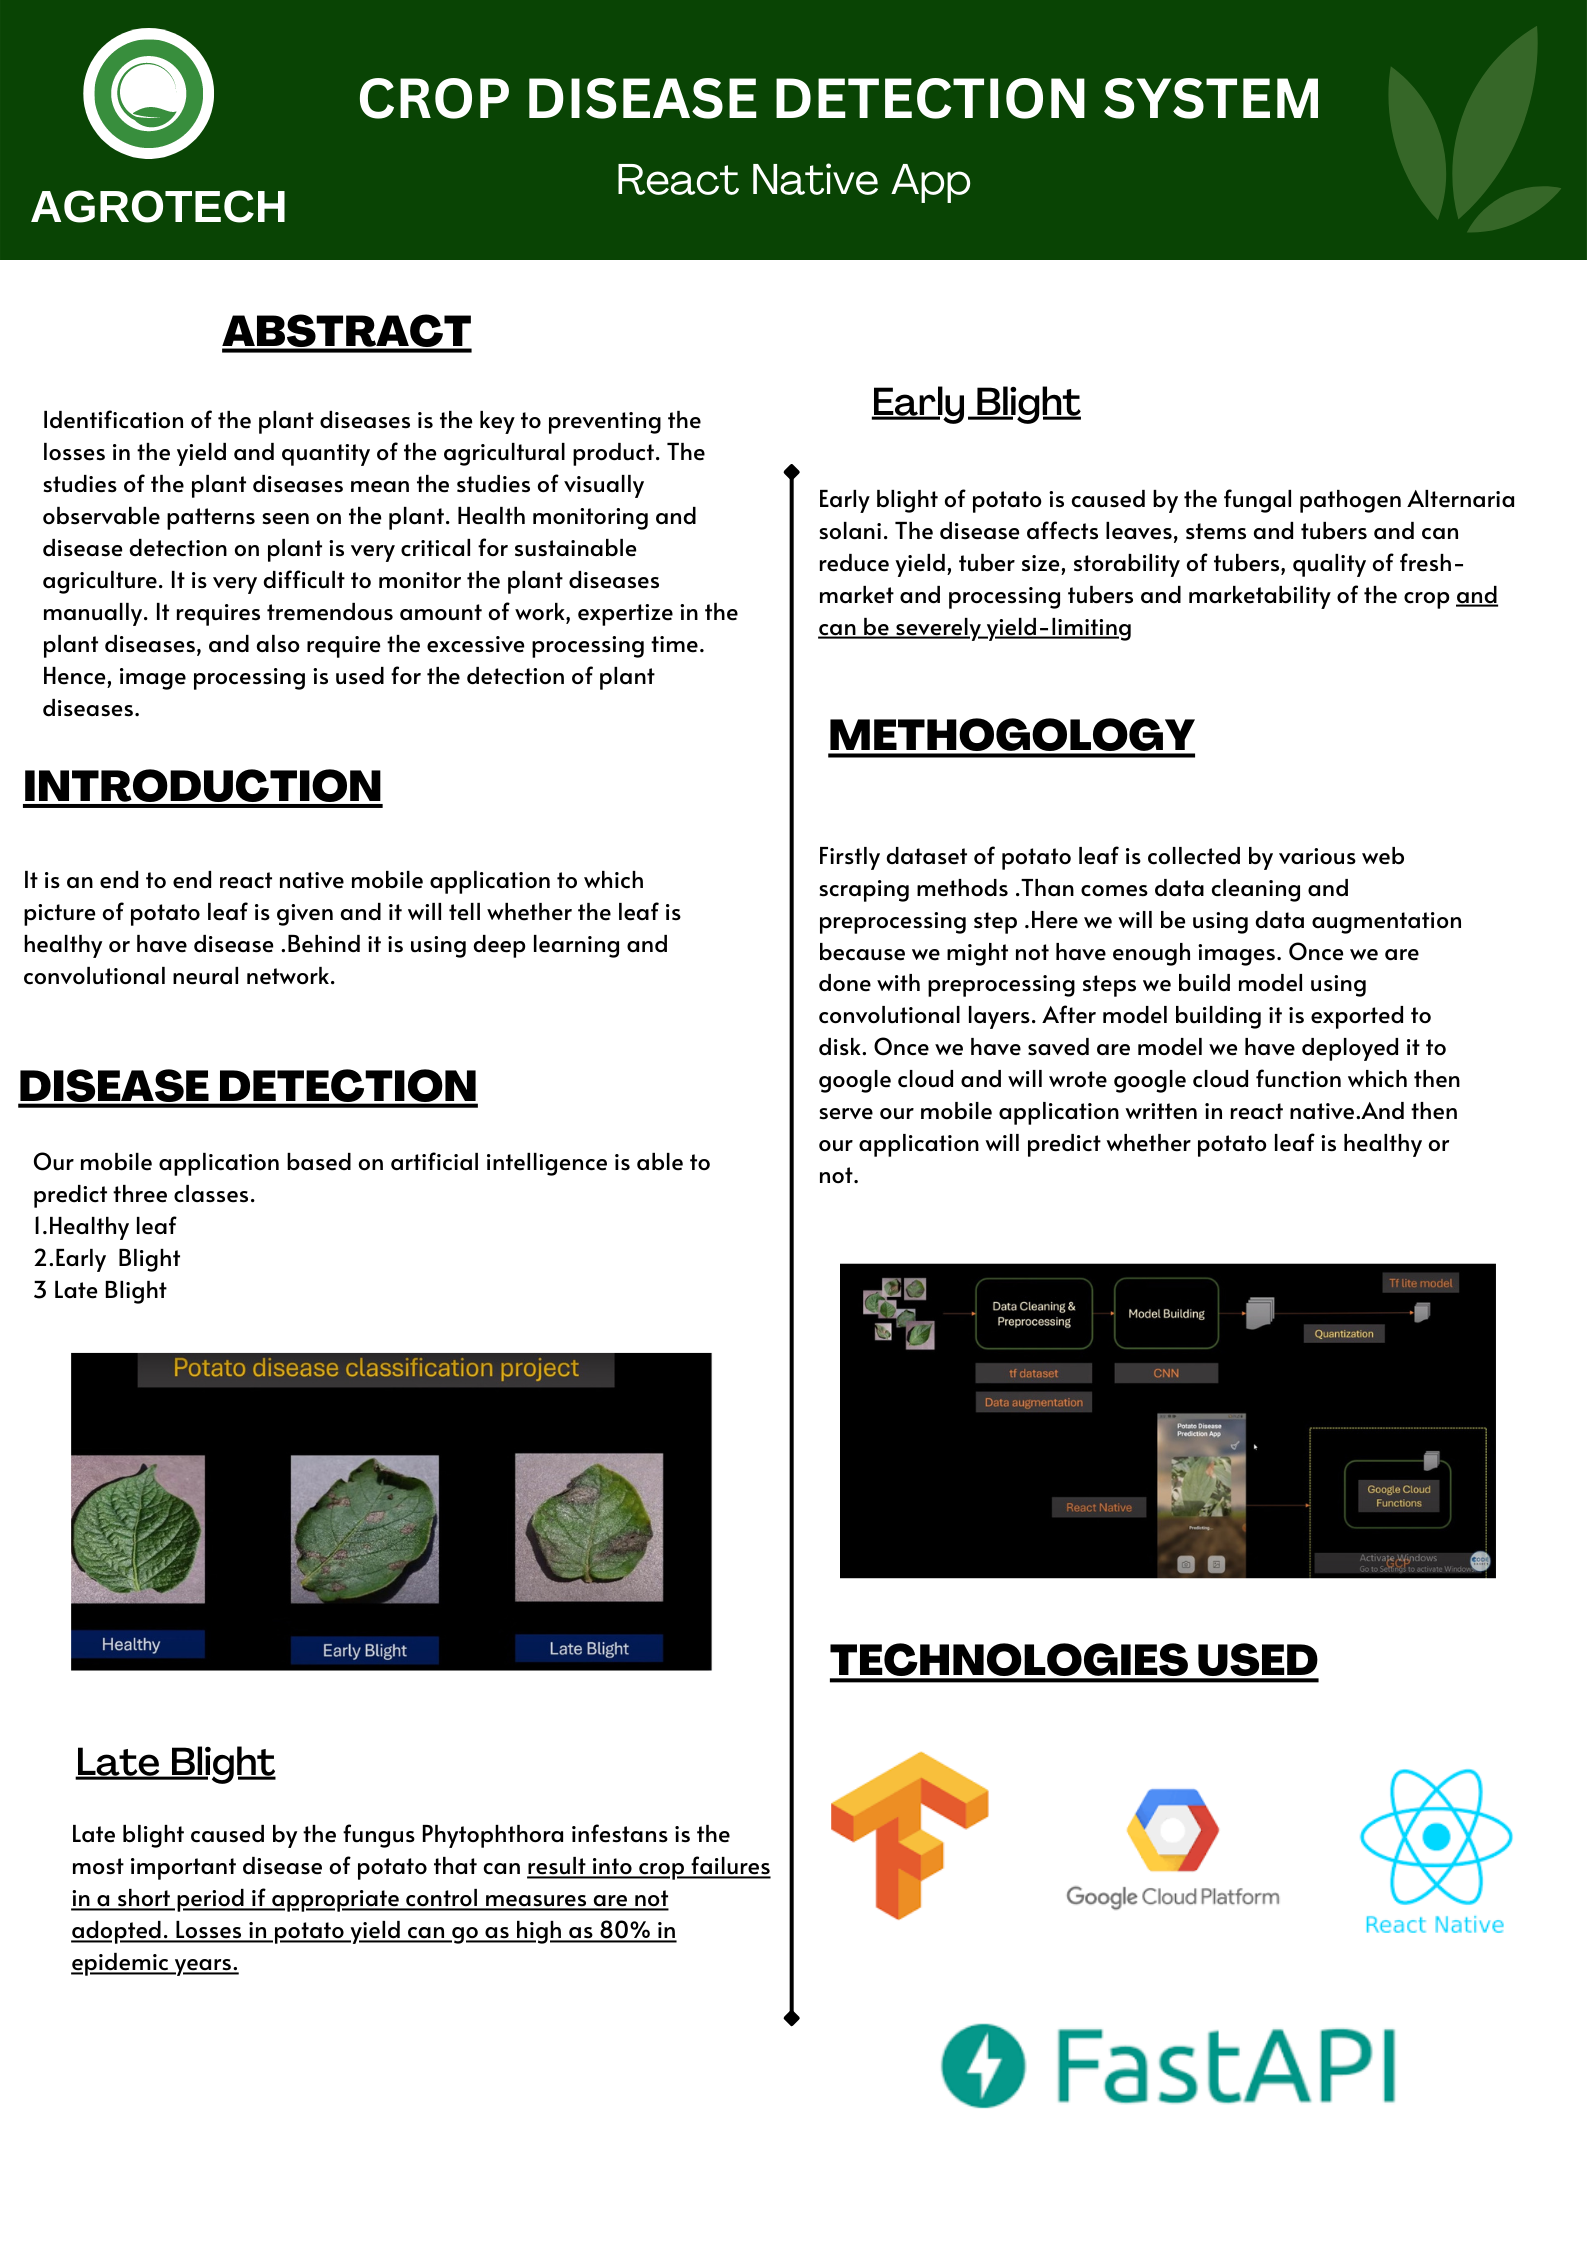 AGROTECH
CROP DISEASE DETECTION SYSTEM
React Native App
ABSTRACT
Identification of the plant diseases is the key to preventing the
losses in the yield and quantity of the agricultural product. The
studies of the plant diseases mean the studies of visually
observable patterns seen on the plant. Health monitoring and
disease detection on plant is very critical for sustainable
agriculture. It is very difficult to monitor the plant diseases
manually. It requires tremendous amount of work, expertize in the
plant diseases, and also require the excessive processing time.
Hence, image processing is used for the detection of plant
diseases.
INTRODUCTION
It is an end to end react native mobile application to which
picture of potato leaf is given and it will tell whether the leaf is
healthy or have disease .Behind it is using deep learning and
convolutional neural network.
DISEASE DETECTION
Our mobile application based on artificial intelligence is able to
predict three classes.
1.Healthy leaf
2.Early  Blight
3 Late Blight
Potato disease classification project
Healthy
Early Blight
Late Blight
Late Blight
Late blight caused by the fungus Phytophthora infestans is the
most important disease of potato that can result into crop failures
in a short period if appropriate control measures are not
adopted. Losses in potato yield can go as high as 80% in
epidemic years.
Early Blight
Early blight of potato is caused by the fungal pathogen Alternaria
solani. The disease affects leaves, stems and tubers and can
reduce yield, tuber size, storability of tubers, quality of fresh-
market and processing tubers and marketability of the crop and
can be severely yield-limiting
METHOGOLOGY
Firstly dataset of potato leaf is collected by various web
scraping methods .Than comes data cleaning and
preprocessing step .Here we will be using data augmentation
because we might not have enough images. Once we are
done with preprocessing steps we build model using
convolutional layers. After model building it is exported to
disk. Once we have saved are model we have deployed it to
google cloud and will wrote google cloud function which then
serve our mobile application written in react native.And then
our application will predict whether potato leaf is healthy or
not.
Data Cleaning &
Preprocessing
Model Building
Tf lite model
Quantization
tf dataset
CNN
Data augmentation
Potato Disease
Prediction App
React Native
Predicting...
Google Cloud
Functions
GCP
Activate Windows
Go to Settings to activate Windows
TECHNOLOGIES USED
Google Cloud Platform
React Native
FastAPI